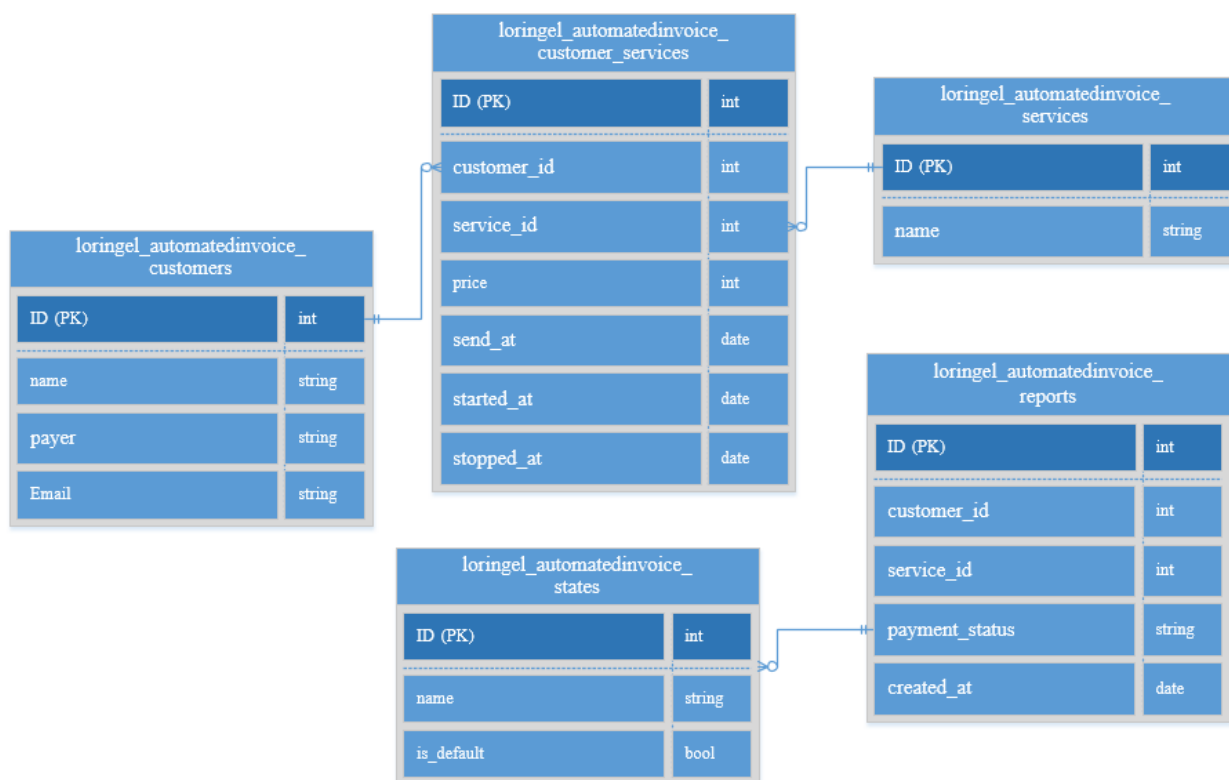 loringel_automatedinvoice_
customer_services
ID (PK) int
customer_id int
service_id int
price int
send_at date
started_at date
stopped_at date
loringel_automatedinvoice_
services
ID (PK) int
name string
loringel_automatedinvoice_
customers
ID (PK) int
name string
payer string
Email string
loringel_automatedinvoice_
reports
ID (PK) int
customer_id int
service_id int
payment_status string
created_at date
loringel_automatedinvoice_
states
ID (PK) int
name string
is_default bool